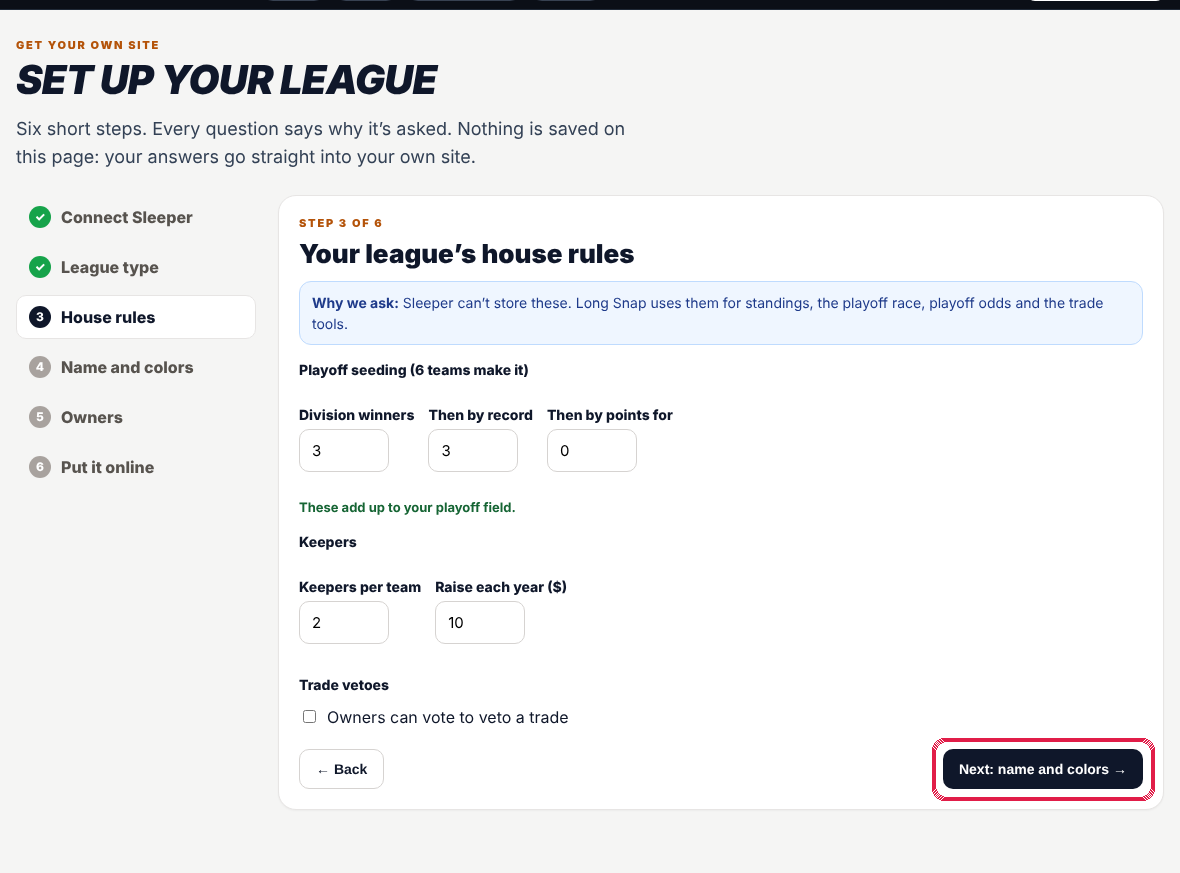 GET YOUR OWN SITE
SET UP YOUR LEAGUE
Six short steps. Every question says why it’s asked. Nothing is saved on
this page: your answers go straight into your own site.
Connect Sleeper
League type
3 House rules
4 Name and colors
5 Owners
6 Put it online
STEP 3 OF 6
Your league’s house rules
Why we ask: Sleeper can’t store these. Long Snap uses them for standings, the playoff race, playoff odds and the trade
tools.
Playoff seeding (6 teams make it)
Division winners Then by record Then by points for
3 3 0
These add up to your playoff field.
Keepers
Keepers per team Raise each year ($)
2 10
Trade vetoes
Owners can vote to veto a trade
← Back Next: name and colors →